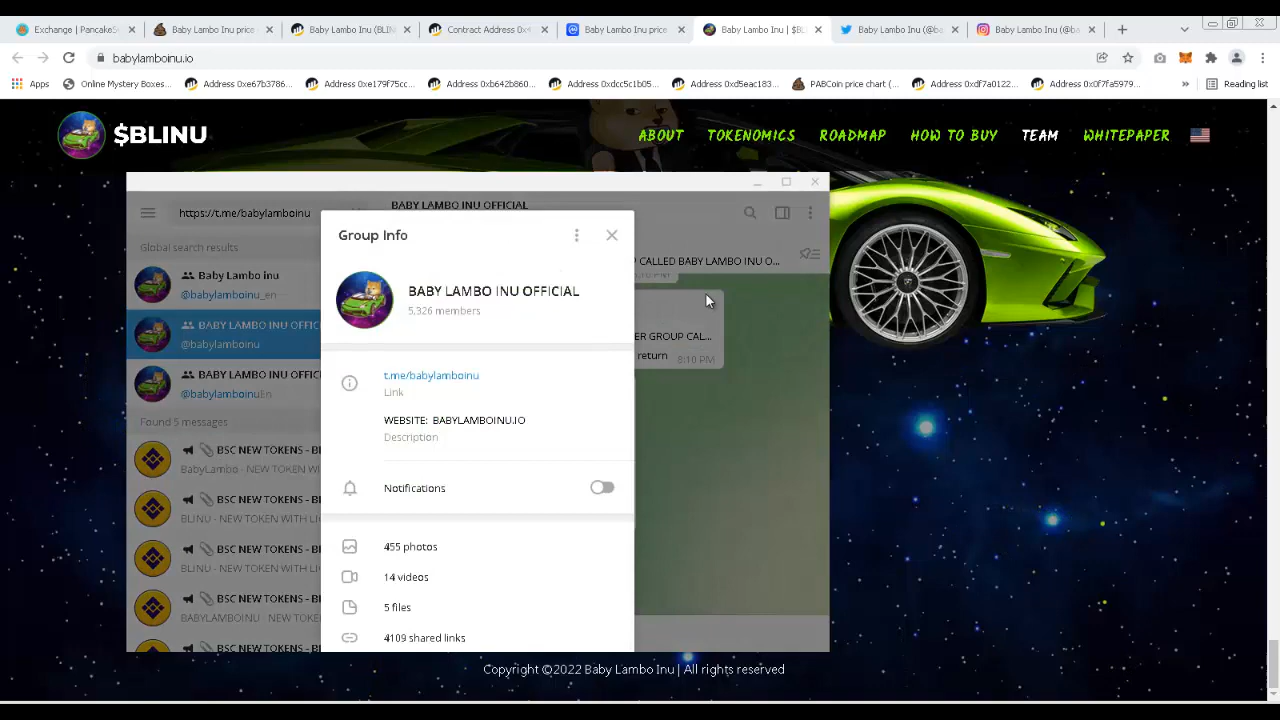 Exchange | PancakeS
Baby Lambo Inu price
Baby Lambo Inu (BLIN
Contract Address 0x
Baby Lambo Inu price
Baby Lambo Inu | $BL
Baby Lambo Inu (@ba
Baby Lambo Inu (@ba
babylamboinu.io
Apps
Online Mystery Boxes...
Address 0xe67b3786...
Address 0xe179f75cc...
Address 0xb642b860...
Address 0xdcc5c1b05...
Address 0xd5eac183...
PABCoin price chart (...
Address 0xdf7a0122...
Address 0x0f7fa5979...
»
Reading list
$BLINU
ABOUT
TOKENOMICS
ROADMAP
HOW TO BUY
TEAM
WHITEPAPER
https://t.me/babylamboinu
BABY LAMBO INU OFFICIAL
Global search results
Baby Lambo inu
@babylamboinu_en
BABY LAMBO INU OFFIC
@babylamboinu
BABY LAMBO INU OFFIC
@babylamboinuEn
Found 5 messages
BSC NEW TOKENS - B
BabyLambo - NEW TOKEN WI
BSC NEW TOKENS - B
BLINU - NEW TOKEN WITH LI
BSC NEW TOKENS - B
BLINU - NEW TOKEN WITH LI
BSC NEW TOKENS - B
BABYLAMBOINU - NEW TOKEN
BSC NEW TOKENS - B
Group Info
BABY LAMBO INU OFFICIAL
5,326 members
t.me/babylamboinu
Link
WEBSITE: BABYLAMBOINU.IO
Description
Notifications
455 photos
14 videos
5 files
4109 shared links
CALLED BABY LAMBO INU O...
ER GROUP CAL...
return
8:10 PM
Copyright ©2022 Baby Lambo Inu | All rights reserved